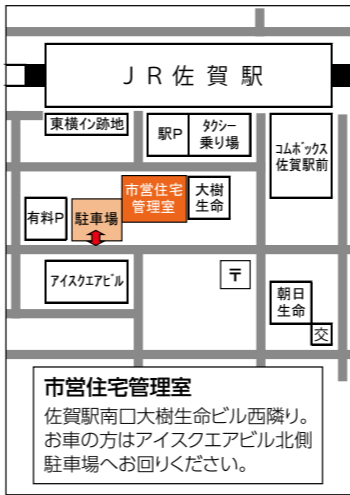 JR佐賀駅
東横イン跡地
駅P
タクシー
乗り場
コムボックス
佐賀駅前
市営住宅
管理室
大樹
生命
有料P
駐車場
アイスクエアビル
〒
朝日
生命
交
市営住宅管理室
佐賀駅南口大樹生命ビル西隣り。
お車の方はアイスクエアビル北側
駐車場へお回りください。